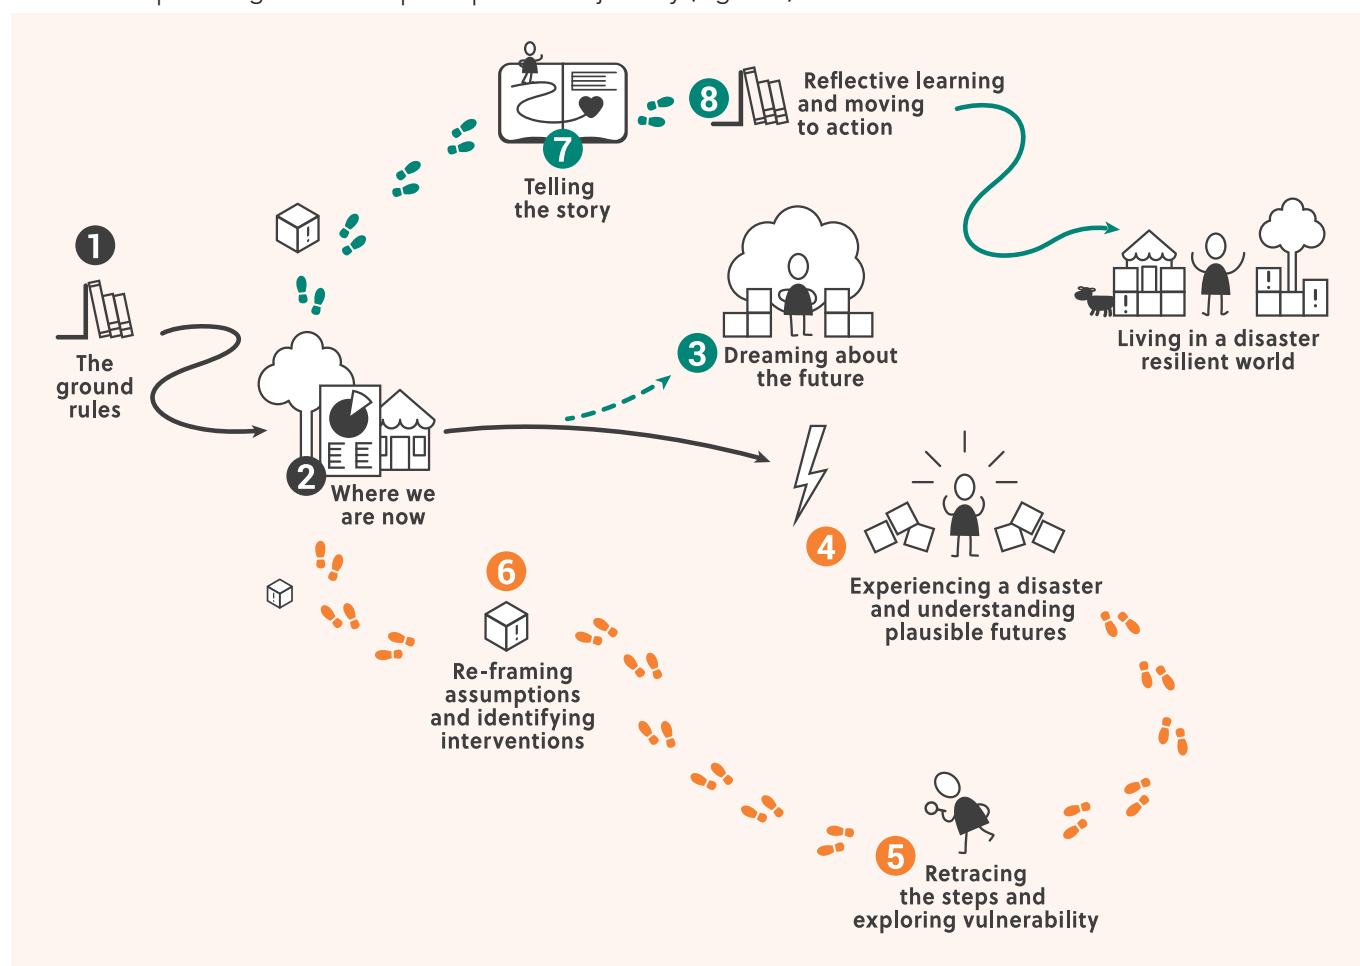 1
The
ground
rules
2
Where we
are now
3
Dreaming about
the future
4
Experiencing a disaster
and understanding
plausible futures
5
Retracing
the steps and
exploring vulnerability
6
Re-framing
assumptions
and identifying
interventions
7
Telling
the story
8
Reflective learning
and moving
to action
Living in a disaster
resilient world
!
!
!
!
!
!